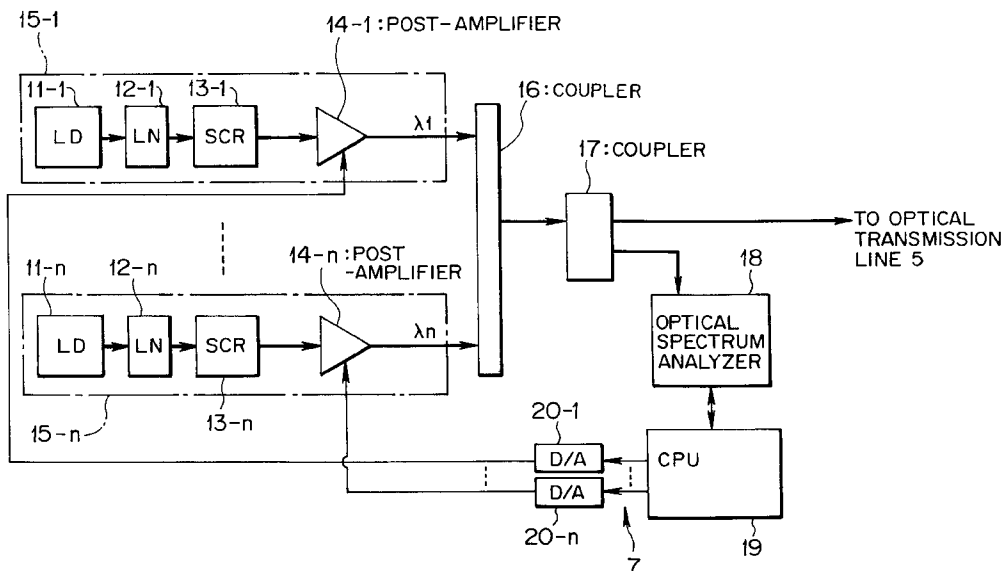 15-1
14-1:POST-AMPLIFIER
11-1
12-1
13-1
16:COUPLER
LD
LN
SCR
λ1
17:COUPLER
TO OPTICAL
TRANSMISSION
LINE 5
14-n:POST
-AMPLIFIER
11-n
12-n
18
LD
LN
SCR
λn
OPTICAL
SPECTRUM
ANALYZER
13-n
15-n
20-1
D/A
CPU
D/A
20-n
7
19